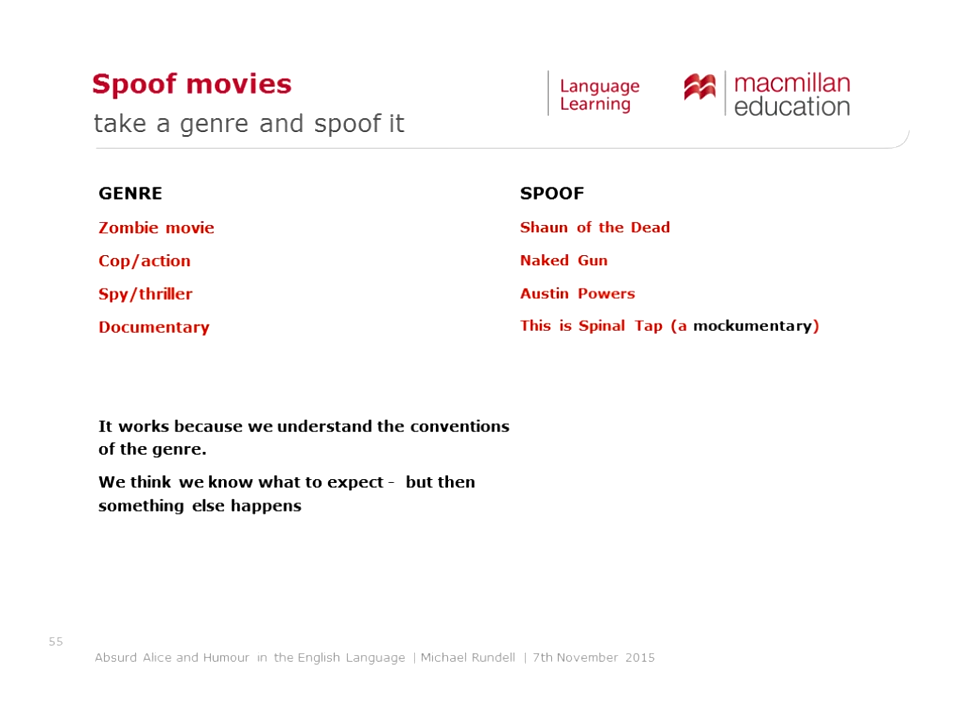 Spoof movies
take a genre and spoof it
Language
Learning
macmillan
education
GENRE
SPOOF
Zombie movie
Shaun of the Dead
Cop/action
Naked Gun
Spy/thriller
Austin Powers
Documentary
This is Spinal Tap (a mockumentary)
It works because we understand the conventions
of the genre.
We think we know what to expect - but then
something else happens
55
Absurd Alice and Humour in the English Language | Michael Rundell | 7th November 2015